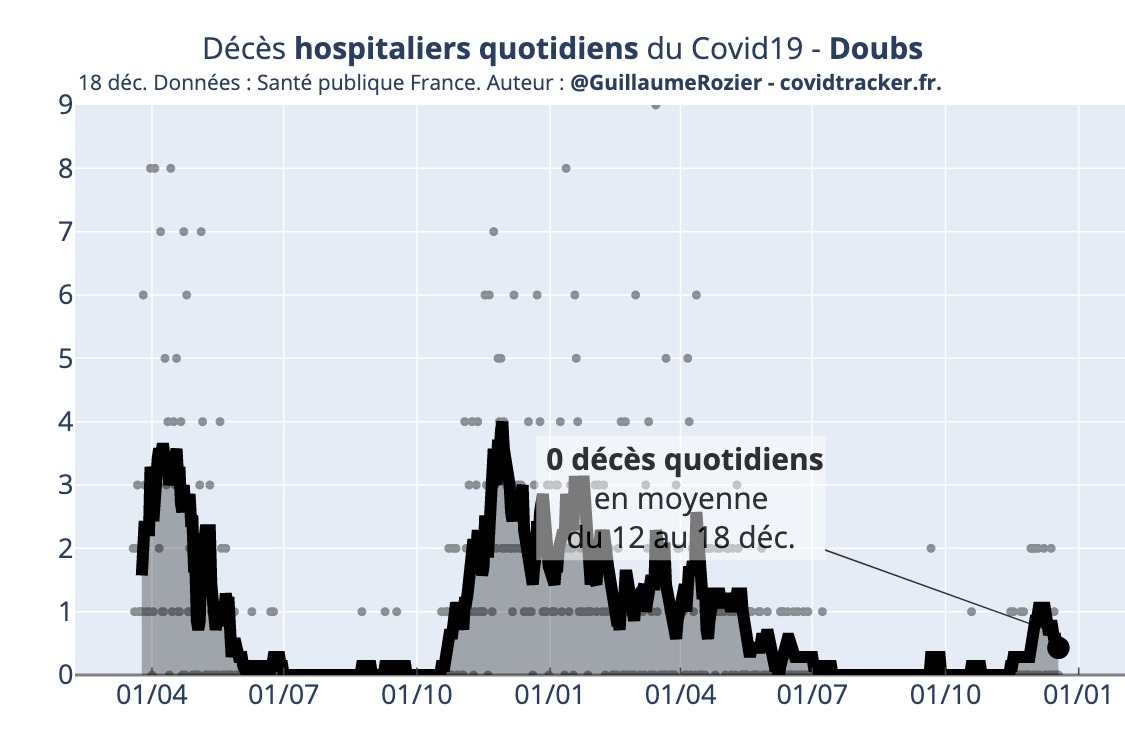 Décès hospitaliers quotidiens du Covid19 - Doubs
18 déc. Données : Santé publique France. Auteur : @GuillaumeRozier - covidtracker.fr.
9
8
7
6
5
4
3
2
1
0
0 décès quotidiens
en moyenne
du 12 au 18 déc.
01/04 01/07 01/10 01/01 01/04 01/07 01/10 01/01